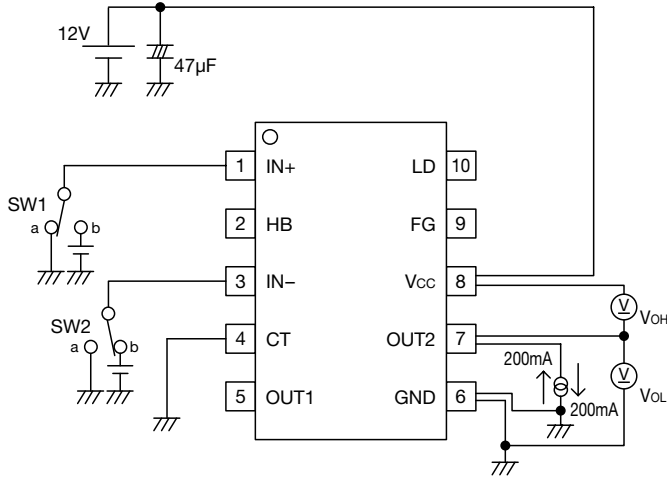 12V
47µF
1 IN+ LD 10
SW1
a b
2 HB FG 9
3 IN− VCC 8
SW2
a b
VOH
4 CT OUT2 7
200mA
VOL
5 OUT1 GND 6
200mA
V
V